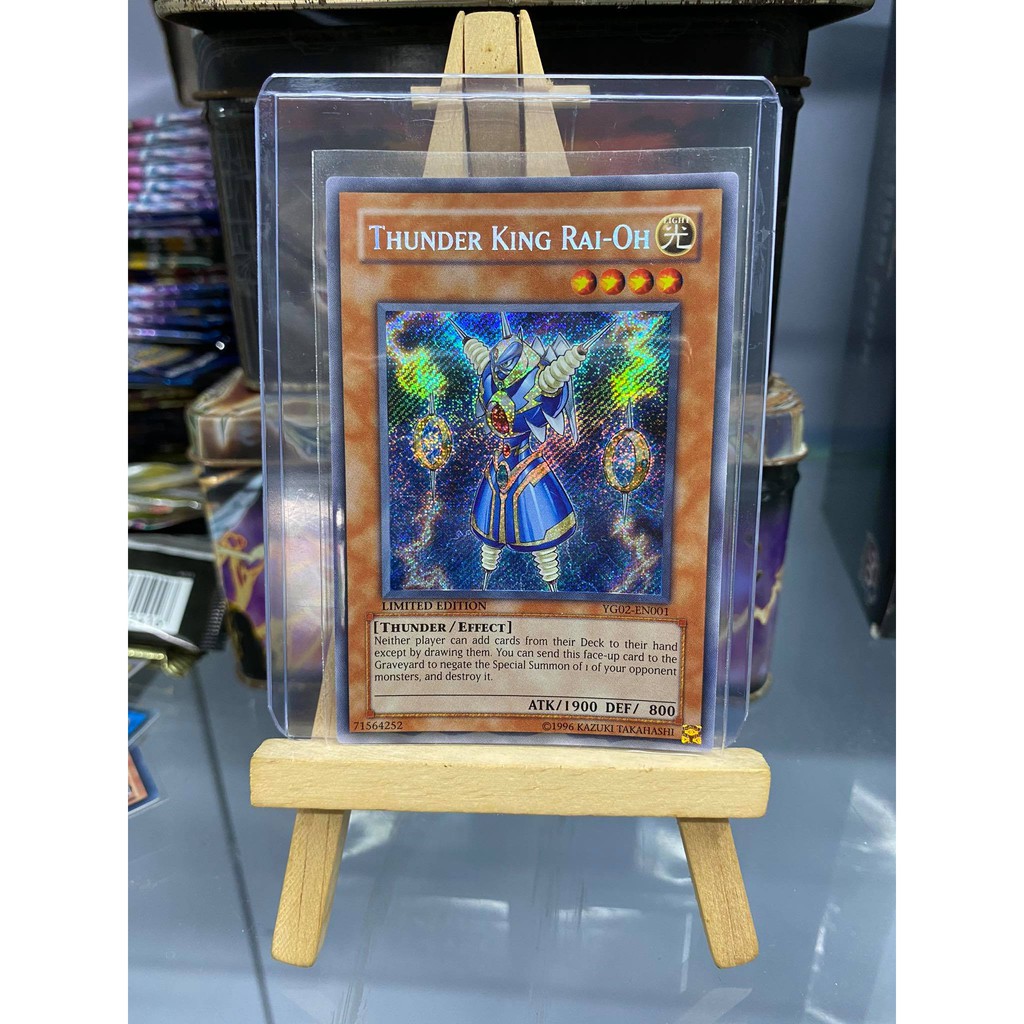 THUNDER KING RAI-OH
LIGHT
光
LIMITED EDITION YG02-EN001
[THUNDER/EFFECT]
Neither player can add cards from their Deck to their hand
except by drawing them. You can send this face-up card to the
Graveyard to negate the Special Summon of 1 of your opponent
monsters, and destroy it.
ATK/1900 DEF/ 800
71564252 ©1996 KAZUKI TAKAHASHI